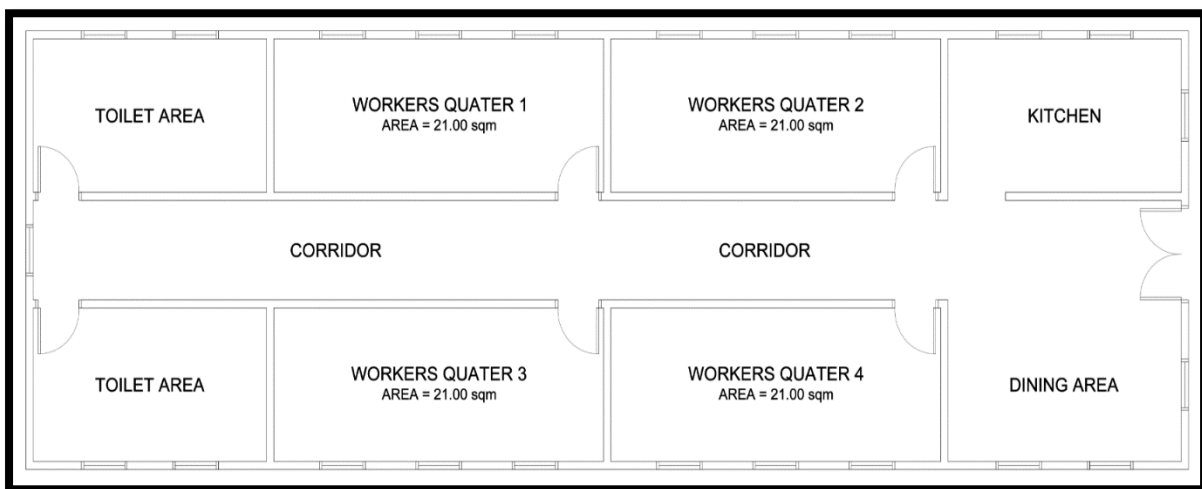 TOILET AREA
WORKERS QUATER 1
AREA = 21.00 sqm
WORKERS QUATER 2
AREA = 21.00 sqm
KITCHEN
CORRIDOR
CORRIDOR
TOILET AREA
WORKERS QUATER 3
AREA = 21.00 sqm
WORKERS QUATER 4
AREA = 21.00 sqm
DINING AREA